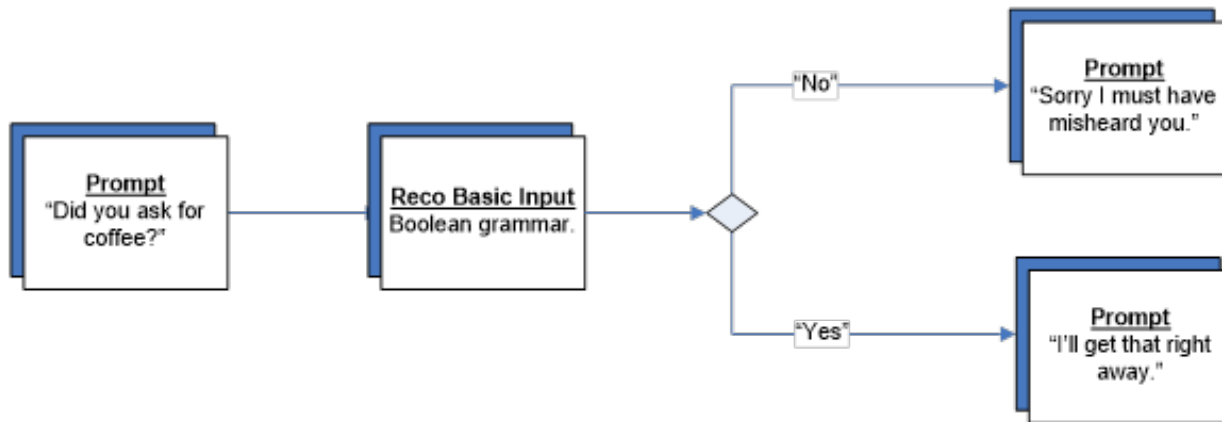 Prompt
“Did you ask for
coffee?”
Reco Basic Input
Boolean grammar.
“No”
Prompt
“Sorry I must have
misheard you.”
“Yes”
Prompt
“I’ll get that right
away.”